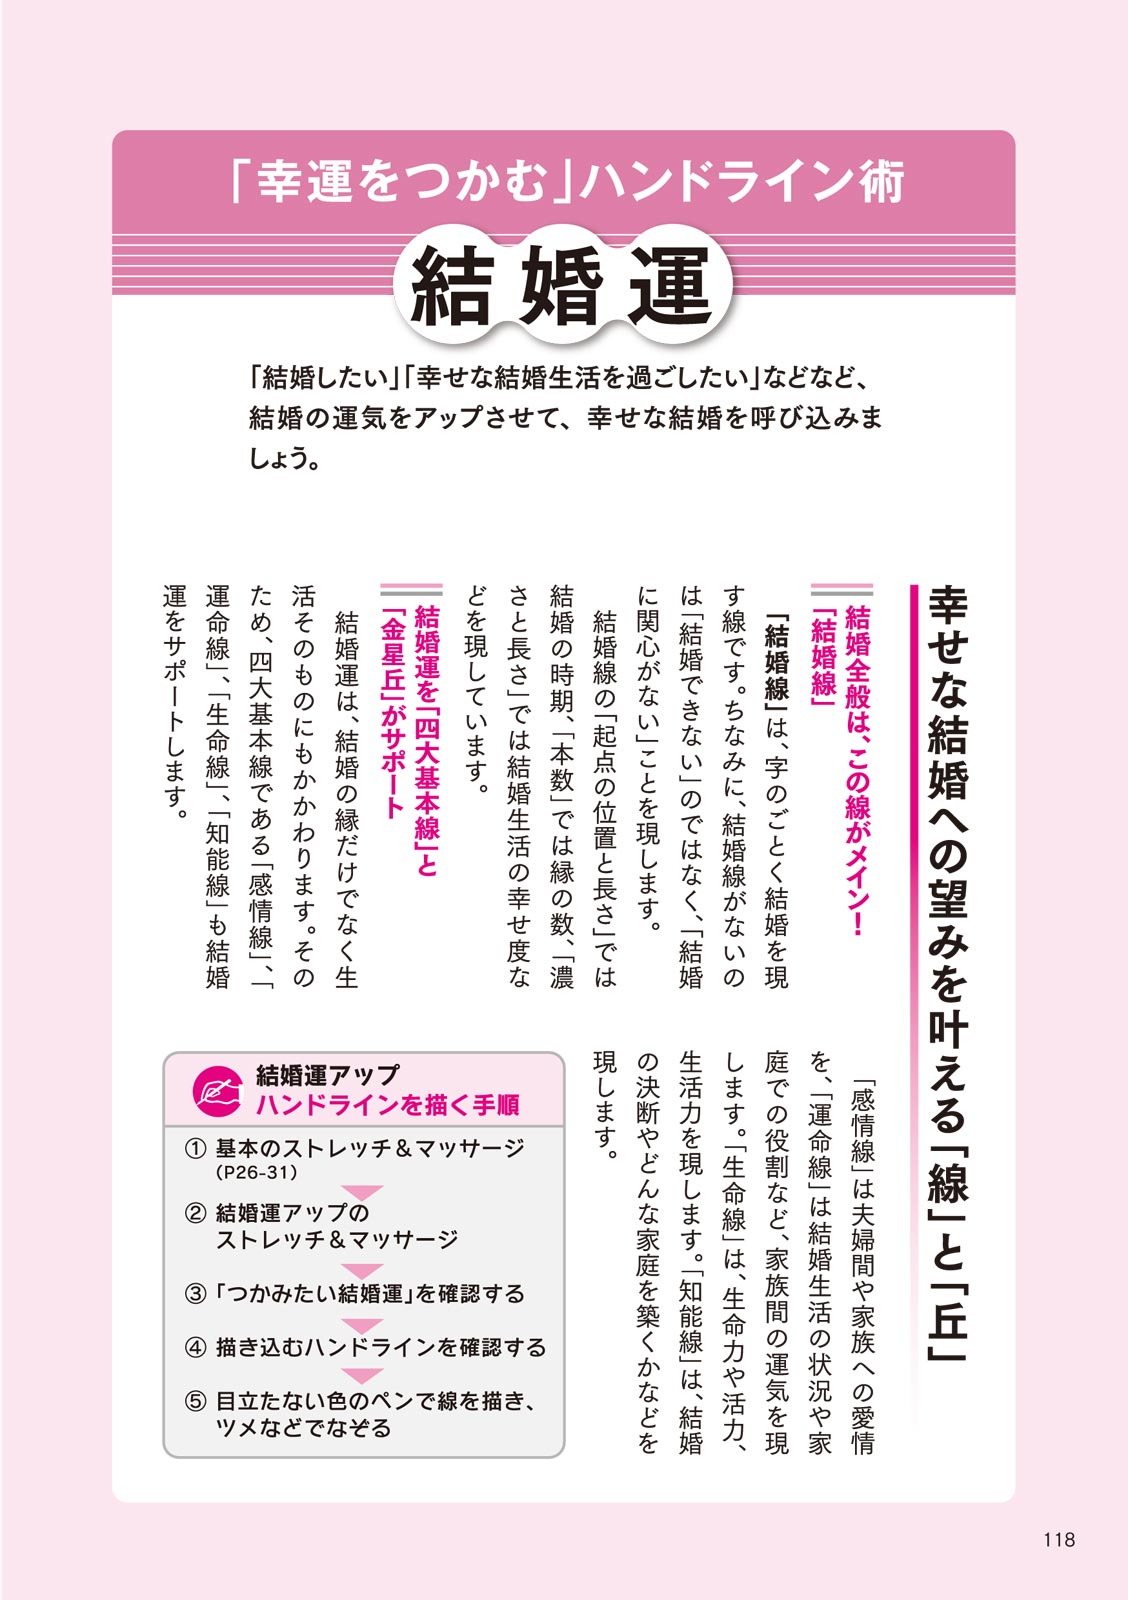 「幸運をつかむ」ハンドライン術
結婚運
「結婚したい」「幸せな結婚生活を過ごしたい」などなど、
結婚の運気をアップさせて、幸せな結婚を呼び込みま
しょう。
幸せな結婚への望みを叶える「線」と「丘」
結婚全般は、この線がメイン!
「結婚線」
「結婚線」は、字のごとく結婚を現
す線です。ちなみに、結婚線がないの
は「結婚できない」のではなく、「結婚
に関心がない」ことを現します。
結婚線の「起点の位置と長さ」では
結婚の時期、「本数」では縁の数、「濃
さと長さ」では結婚生活の幸せ度な
どを現しています。
結婚運を「四大基本線」と
「金星丘」がサポート
結婚運は、結婚の縁だけでなく生
活そのものにもかかわります。その
ため、四大基本線である「感情線」、「
運命線」、「生命線」、「知能線」も結婚
運をサポートします。
「感情線」は夫婦間や家族への愛情
を、「運命線」は結婚生活の状況や家
庭での役割など、家族間の運気を現
します。「生命線」は、生命力や活力、
生活力を現します。「知能線」は、結婚
の決断やどんな家庭を築くかなどを
現します。
結婚運アップ
ハンドラインを描く手順
① 基本のストレッチ&マッサージ
(P26-31)
② 結婚運アップの
ストレッチ&マッサージ
③ 「つかみたい結婚運」を確認する
④ 描き込むハンドラインを確認する
⑤ 目立たない色のペンで線を描き、
ツメなどでなぞる
118